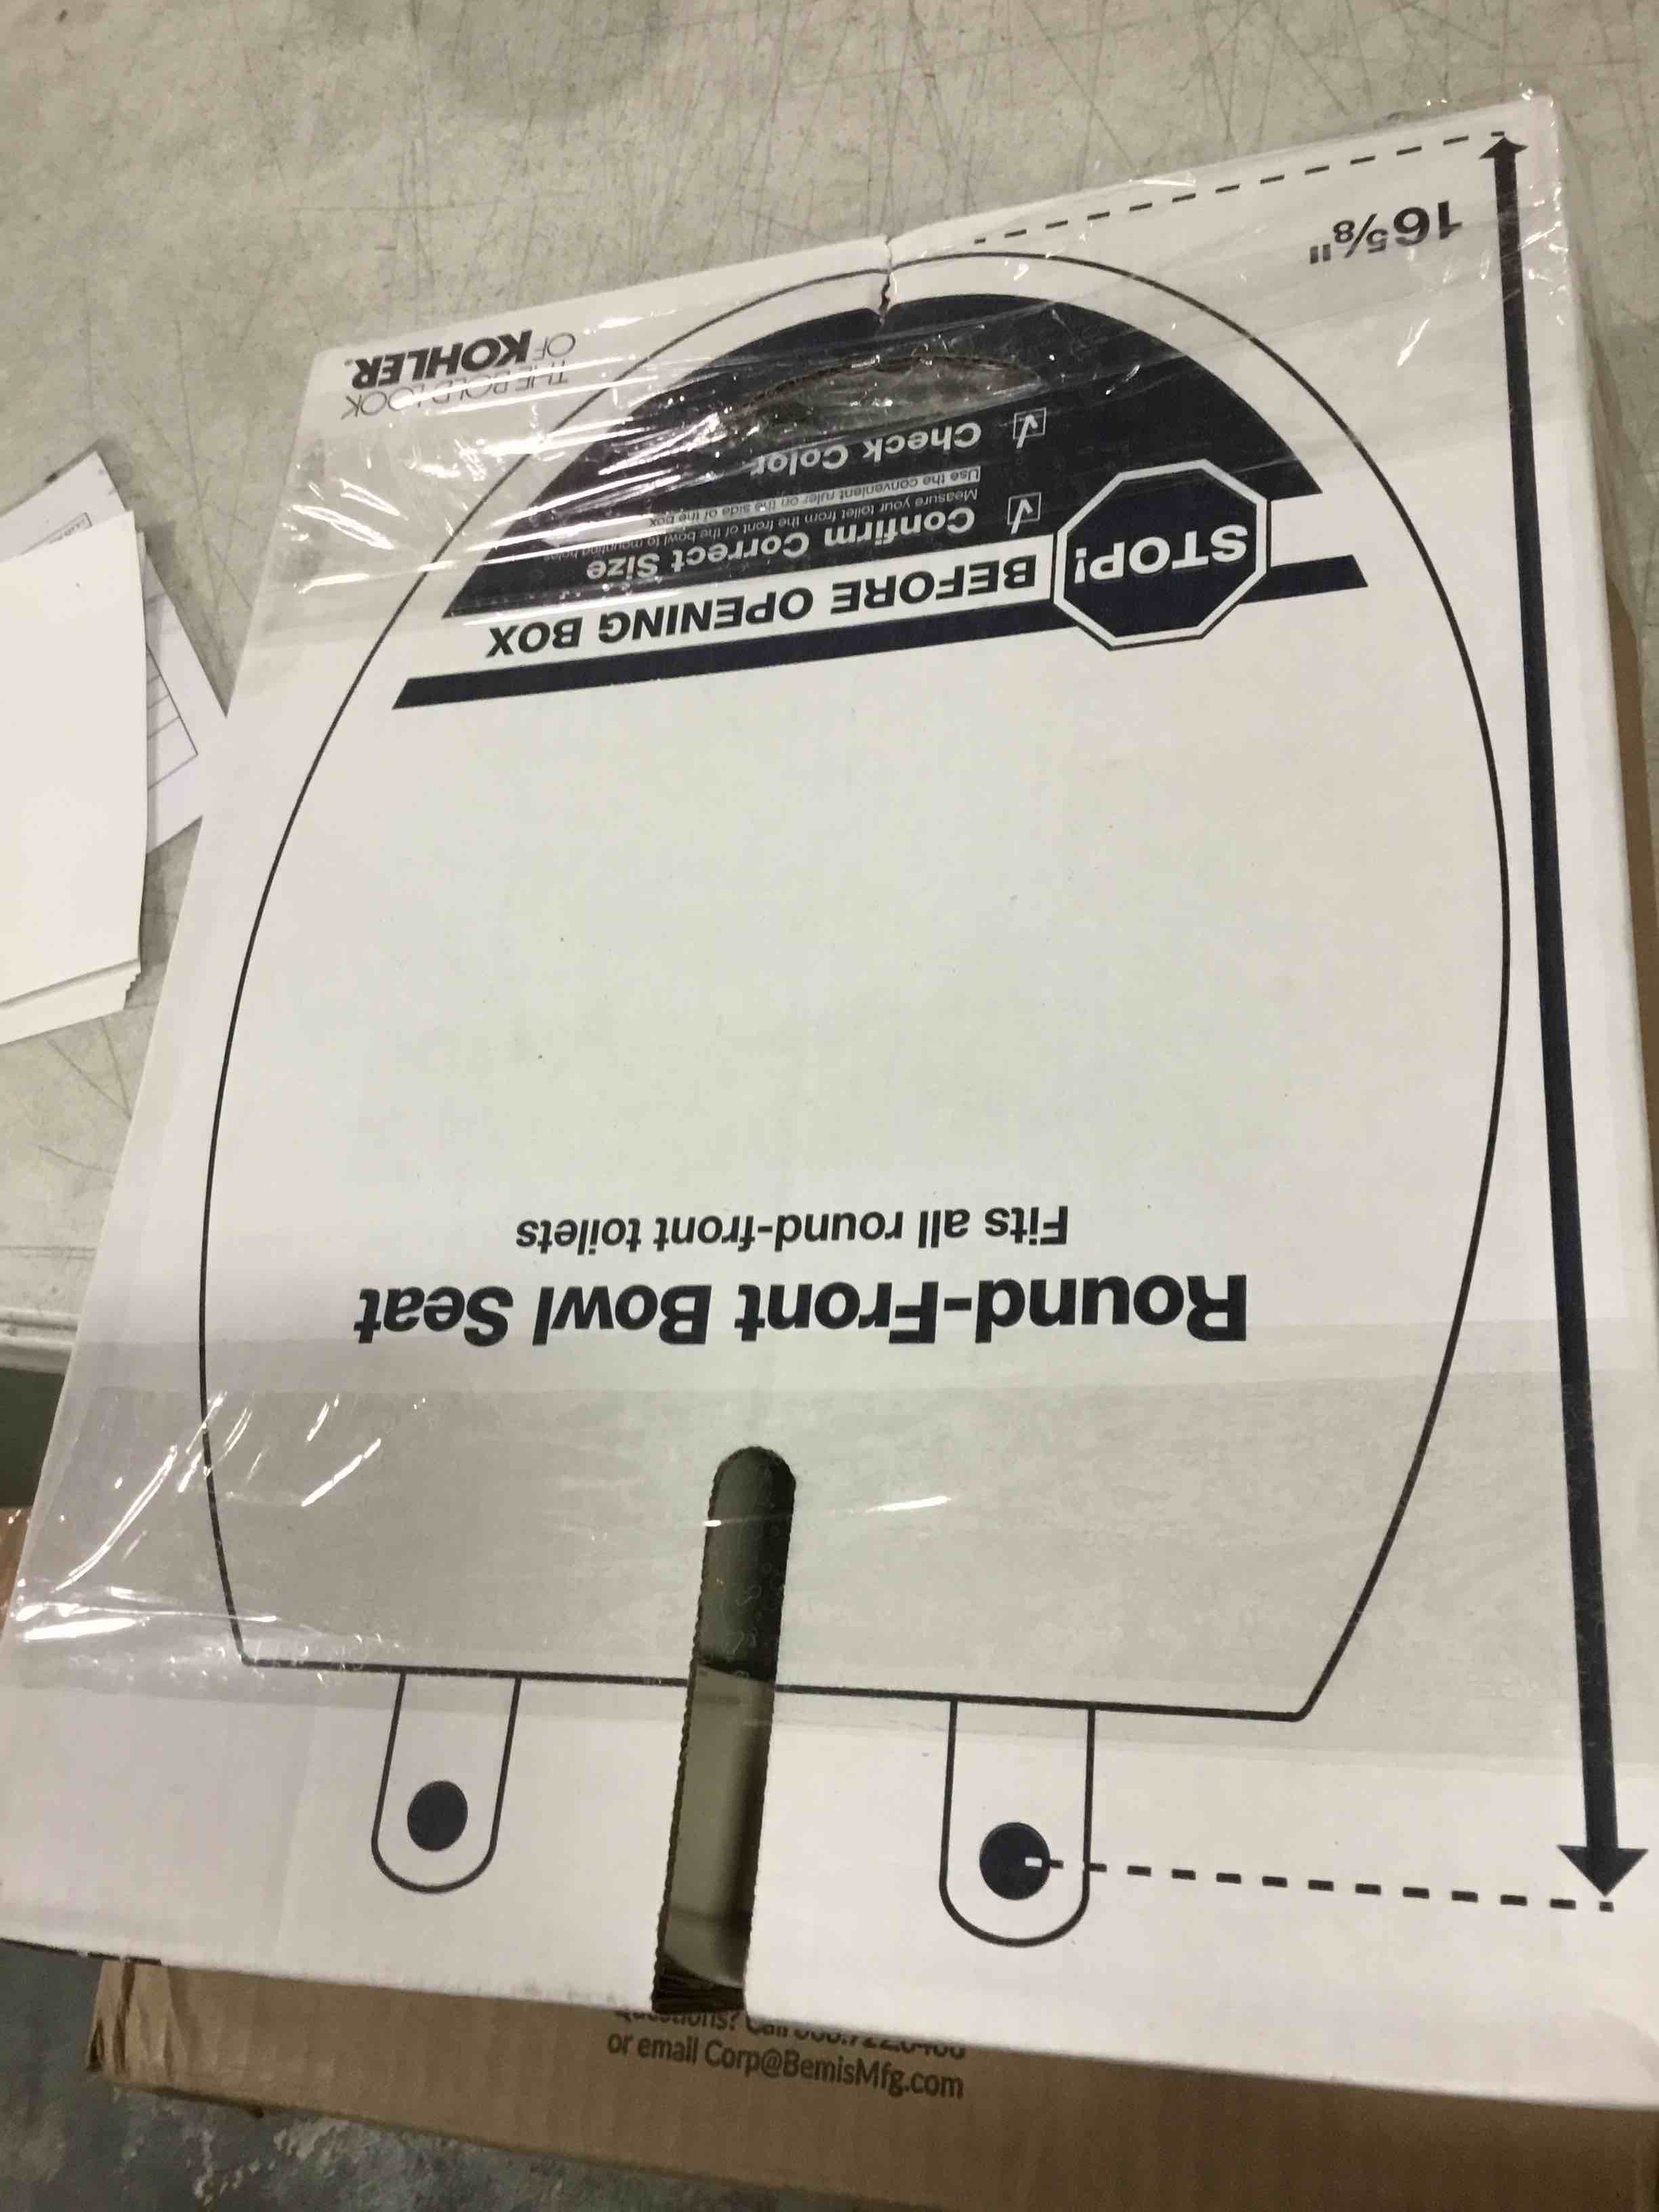 Round-Front Bowl Seat
Fits all round-front toilets
STOP!
BEFORE OPENING BOX
Confirm Correct Size
Measure your toilet from the front of the bowl to mounting
Use the convenient ruler on the side of the box
Check Color
THE BOLD LOOK
OF KOHLER®
16⅝"
Questions? Call
or email Corp@BemisMfg.com